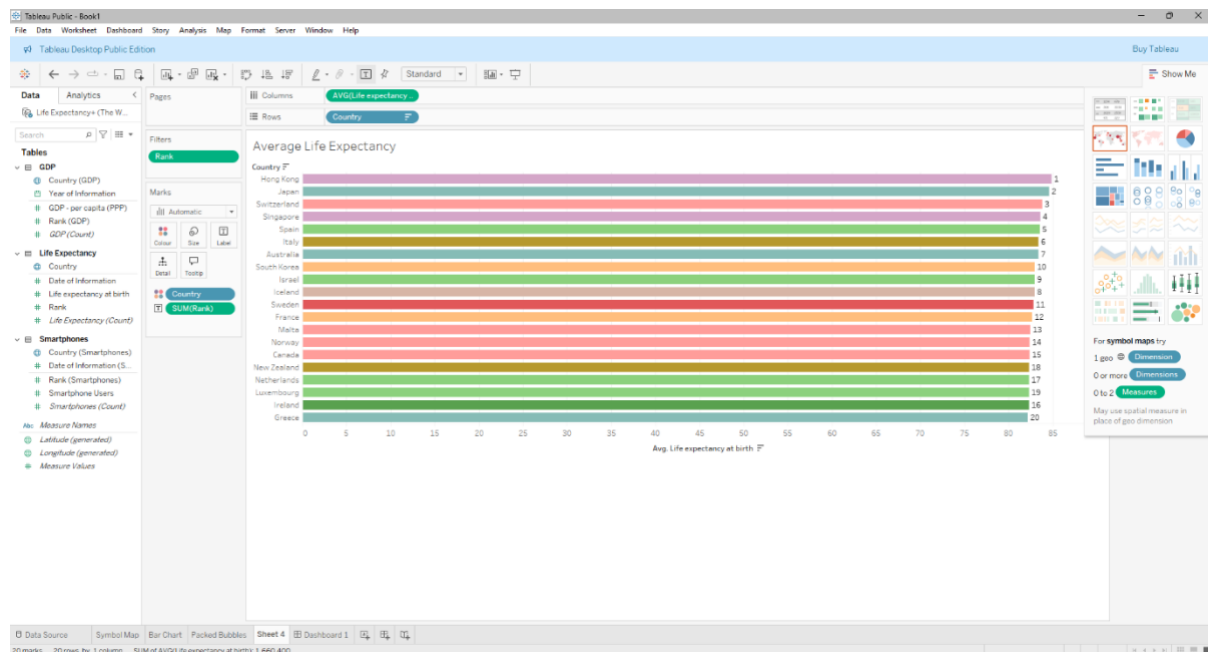 Tableau Public - Book1
File Data Worksheet Dashboard Story Analysis Map Format Server Window Help
Tableau Desktop Public Edition
Buy Tableau
Standard
Show Me
Data Analytics
Life Expectancy+ (The W...
Search
Tables
GDP
Country (GDP)
Year of Information
GDP - per capita (PPP)
Rank (GDP)
GDP (Count)
Life Expectancy
Country
Date of Information
Life expectancy at birth
Rank
Life Expectancy (Count)
Smartphones
Country (Smartphones)
Date of Information (S...
Rank (Smartphones)
Smartphone Users
Smartphones (Count)
Abc Measure Names
Latitude (generated)
Longitude (generated)
Measure Values
Pages
Filters
Rank
Marks
Automatic
Colour Size Label
Detail Tooltip
Country
SUM(Rank)
Columns AVG(Life expectancy ..
Rows Country
Average Life Expectancy
Country
Hong Kong 1
Japan 2
Switzerland 3
Singapore 4
Spain 5
Italy 6
Australia 7
South Korea 10
Israel 9
Iceland 8
Sweden 11
France 12
Malta 13
Norway 14
Canada 15
New Zealand 18
Netherlands 17
Luxembourg 19
Ireland 16
Greece 20
0 5 10 15 20 25 30 35 40 45 50 55 60 65 70 75 80 85
Avg. Life expectancy at birth
For symbol maps try
1 geo Dimension
0 or more Dimensions
0 to 2 Measures
May use spatial measure in
place of geo dimension
Data Source Symbol Map Bar Chart Packed Bubbles Sheet 4 Dashboard 1
20 marks 20 rows by 1 column SUM of AVG(Life expectancy at birth): 1,660.400